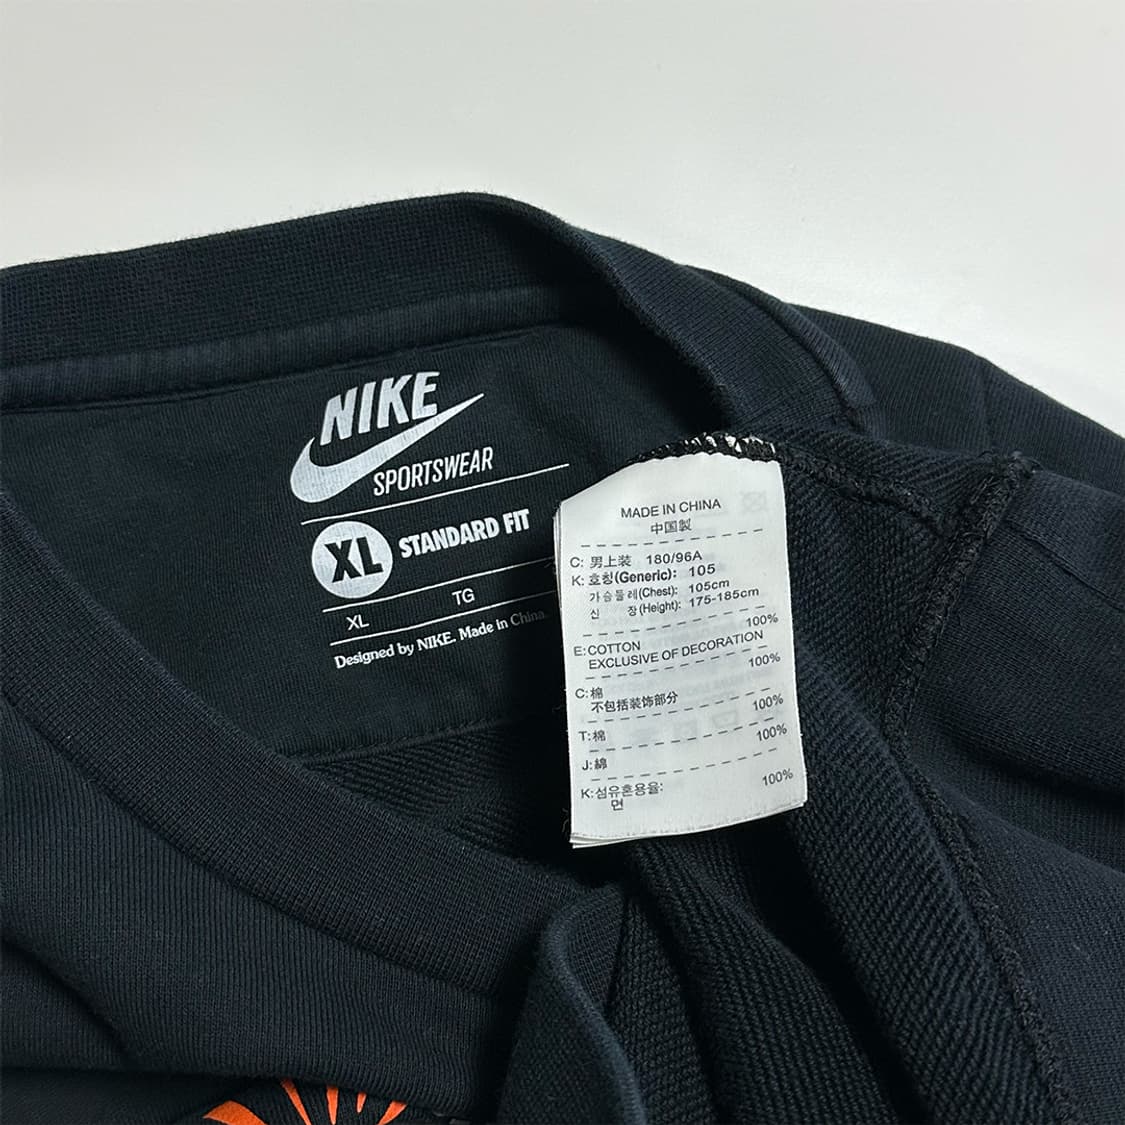 NIKE
SPORTSWEAR
XL STANDARD FIT
XL TG
Designed by NIKE. Made in China.
MADE IN CHINA
中国製
C: 男上装 180/96A
K: 호칭(Generic): 105
가슴둘레(Chest): 105cm
신 장(Height): 175-185cm
E:COTTON 100%
EXCLUSIVE OF DECORATION
C:棉 100%
不包括装饰部分
T:棉 100%
J:綿 100%
K:섬유혼용율:
면 100%